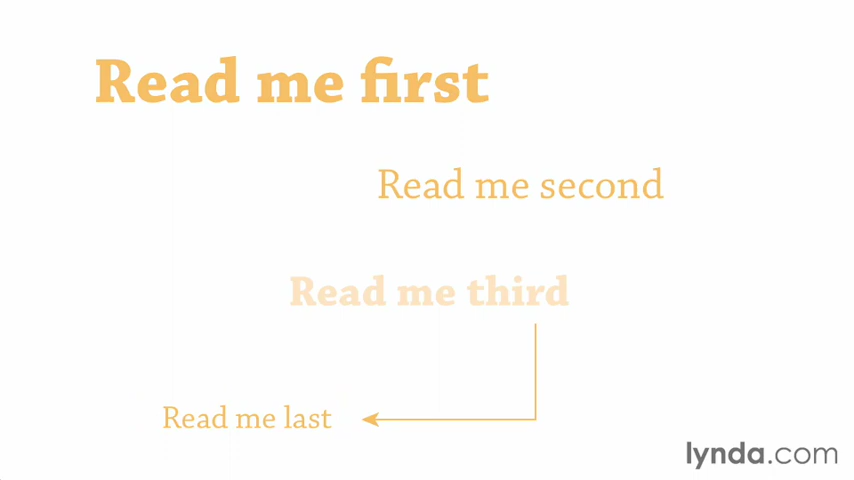 Read me first
Read me second
Read me third
Read me last
lynda.com